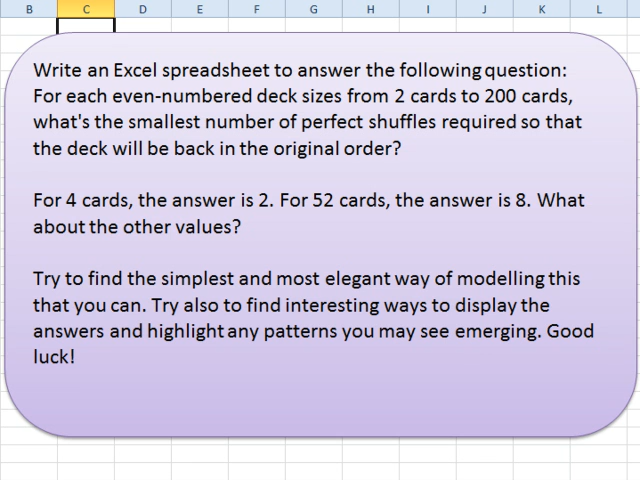 B C D E F G H I J K L
Write an Excel spreadsheet to answer the following question:
For each even-numbered deck sizes from 2 cards to 200 cards,
what's the smallest number of perfect shuffles required so that
the deck will be back in the original order?
For 4 cards, the answer is 2. For 52 cards, the answer is 8. What
about the other values?
Try to find the simplest and most elegant way of modelling this
that you can. Try also to find interesting ways to display the
answers and highlight any patterns you may see emerging. Good
luck!